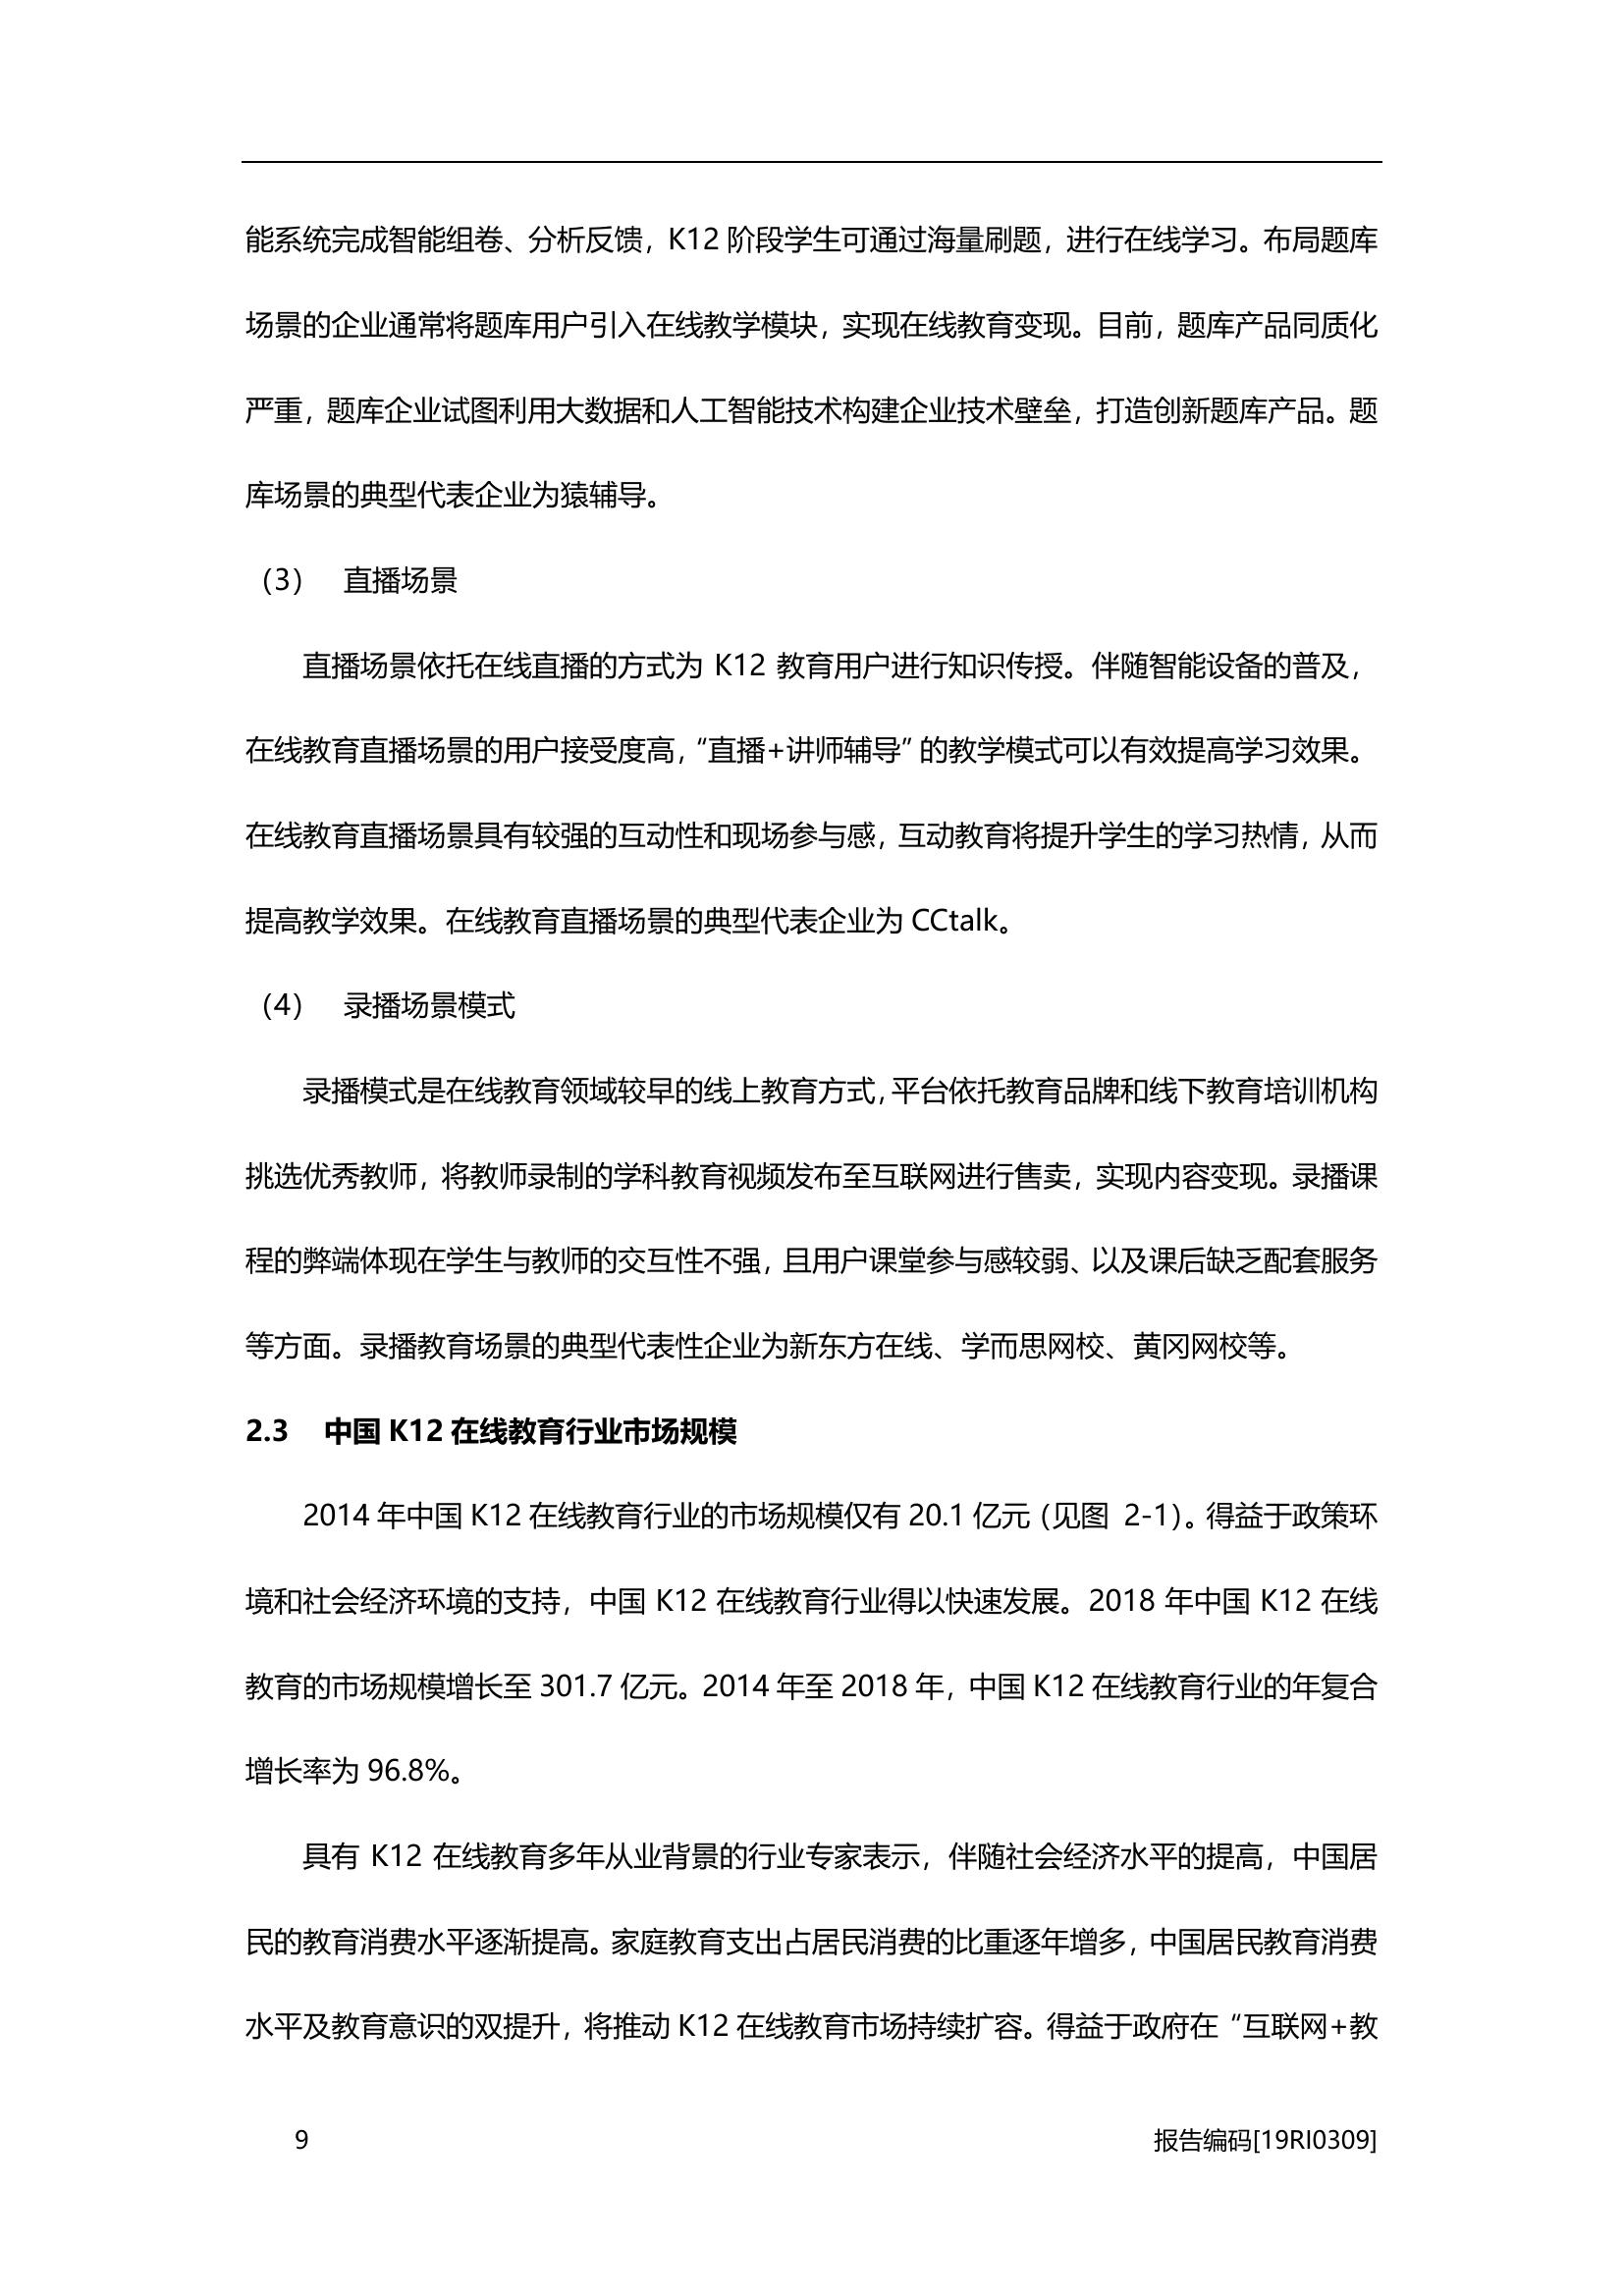 能系统完成智能组卷、分析反馈，K12 阶段学生可通过海量刷题，进行在线学习。布局题库
场景的企业通常将题库用户引入在线教学模块，实现在线教育变现。目前，题库产品同质化
严重，题库企业试图利用大数据和人工智能技术构建企业技术壁垒，打造创新题库产品。题
库场景的典型代表企业为猿辅导。
（3） 直播场景
直播场景依托在线直播的方式为 K12 教育用户进行知识传授。伴随智能设备的普及，
在线教育直播场景的用户接受度高，“直播+讲师辅导”的教学模式可以有效提高学习效果。
在线教育直播场景具有较强的互动性和现场参与感，互动教育将提升学生的学习热情，从而
提高教学效果。在线教育直播场景的典型代表企业为 CCtalk。
（4） 录播场景模式
录播模式是在线教育领域较早的线上教育方式，平台依托教育品牌和线下教育培训机构
挑选优秀教师，将教师录制的学科教育视频发布至互联网进行售卖，实现内容变现。录播课
程的弊端体现在学生与教师的交互性不强，且用户课堂参与感较弱、以及课后缺乏配套服务
等方面。录播教育场景的典型代表性企业为新东方在线、学而思网校、黄冈网校等。
2.3 中国 K12 在线教育行业市场规模
2014 年中国 K12 在线教育行业的市场规模仅有 20.1 亿元（见图 2-1）。得益于政策环
境和社会经济环境的支持，中国 K12 在线教育行业得以快速发展。2018 年中国 K12 在线
教育的市场规模增长至 301.7 亿元。2014 年至 2018 年，中国 K12 在线教育行业的年复合
增长率为 96.8%。
具有 K12 在线教育多年从业背景的行业专家表示，伴随社会经济水平的提高，中国居
民的教育消费水平逐渐提高。家庭教育支出占居民消费的比重逐年增多，中国居民教育消费
水平及教育意识的双提升，将推动 K12 在线教育市场持续扩容。得益于政府在“互联网+教
9 报告编码[19RI0309]